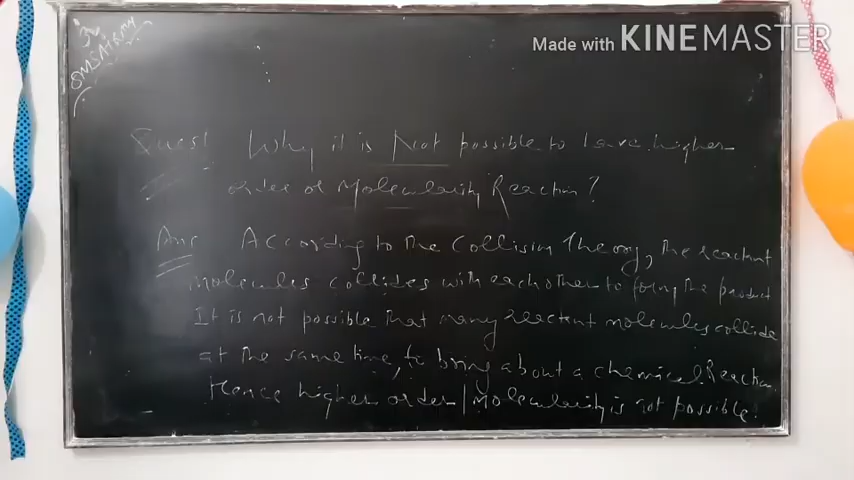 Made with KINEMASTER
Ques! Why it is Not possible to have higher
order or Molecularity Reaction?
Ans According to the Collision Theory, the reactant
Molecules collides with each other to form the product
It is not possible that many reactant molecules collide
at the same time, to bring about a chemical Reaction.
Hence higher order / Molecularity is not possible.